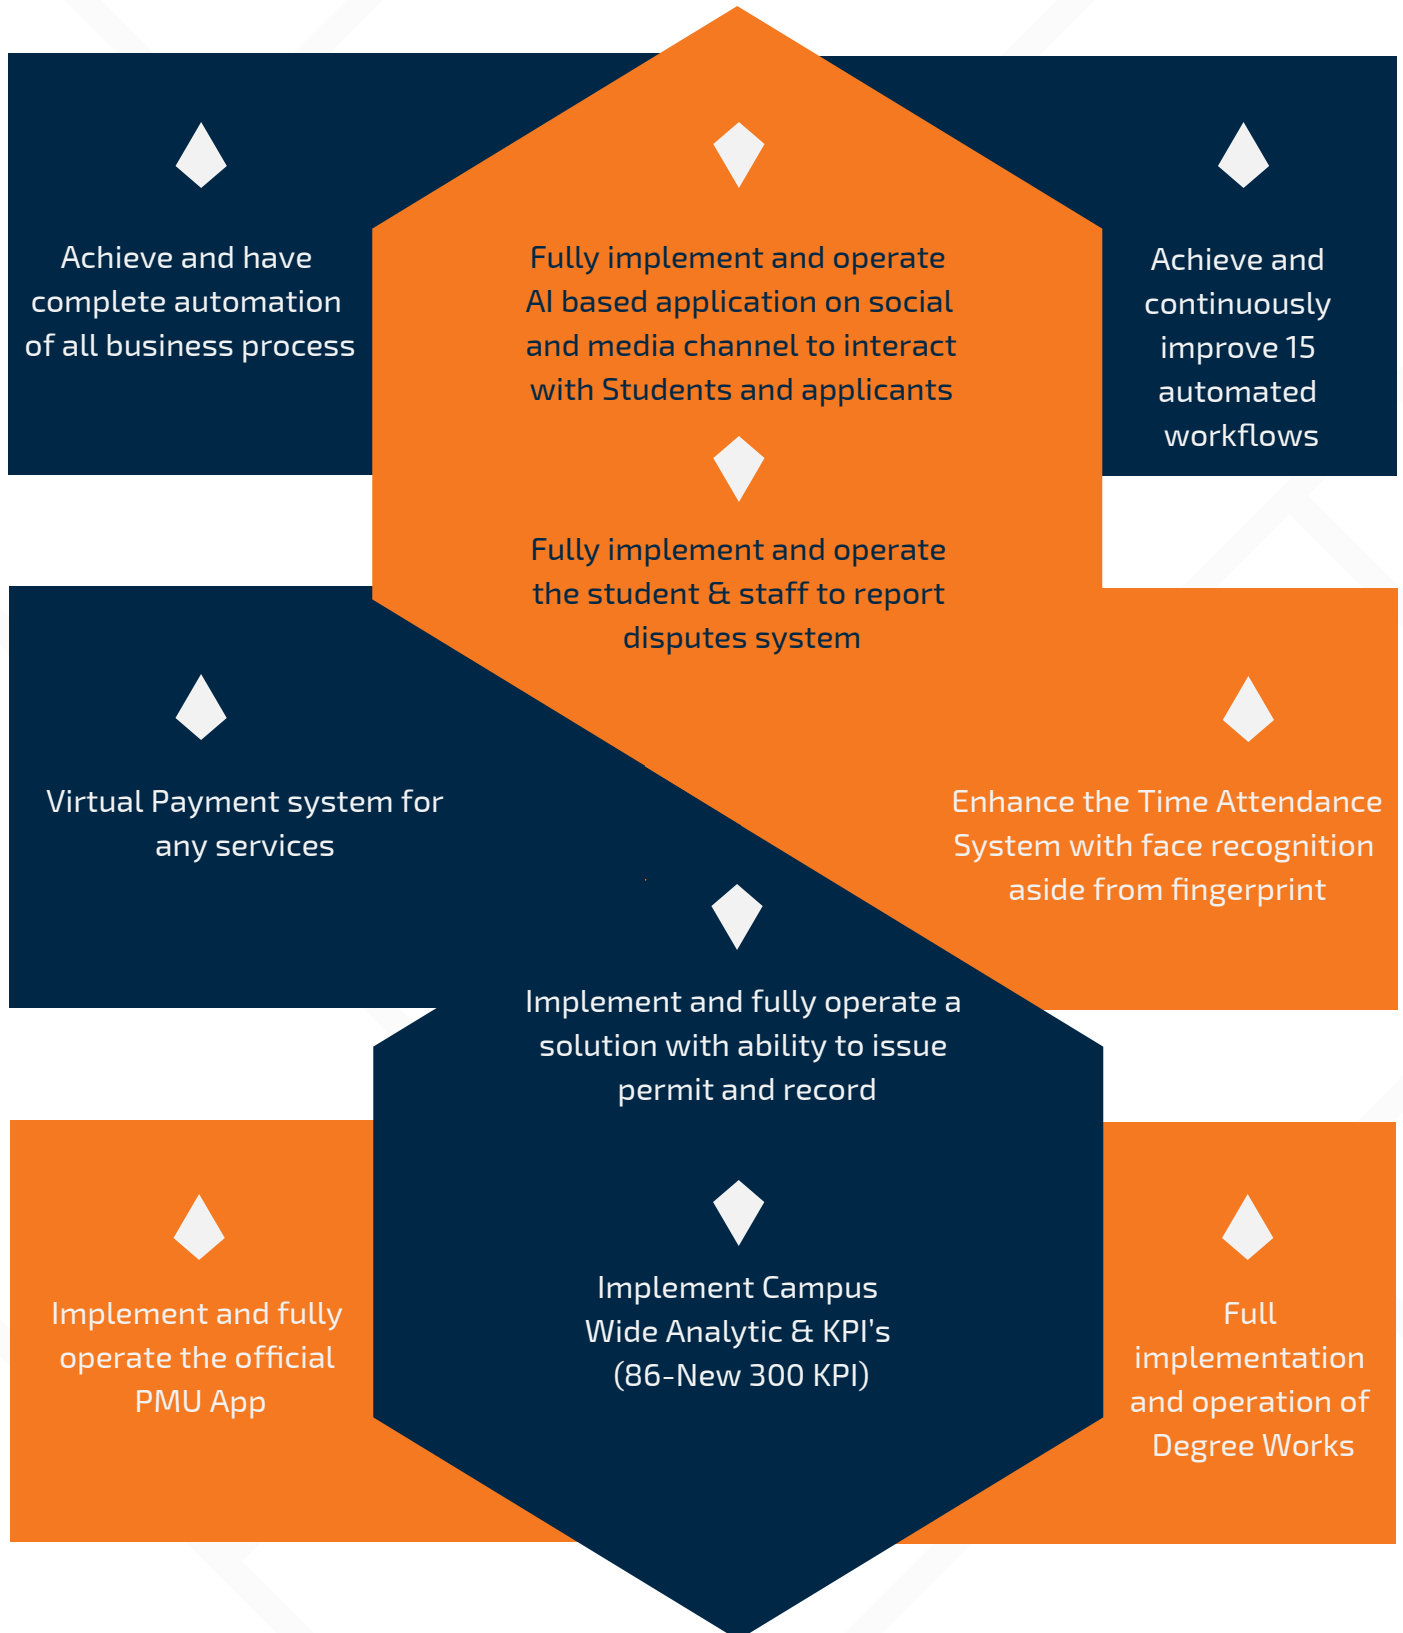 Achieve and have
complete automation
of all business process
Fully implement and operate
AI based application on social
and media channel to interact
with Students and applicants
Achieve and
continuously
improve 15
automated
workflows
Fully implement and operate
the student & staff to report
disputes system
Virtual Payment system for
any services
Enhance the Time Attendance
System with face recognition
aside from fingerprint
Implement and fully operate a
solution with ability to issue
permit and record
Implement and fully
operate the official
PMU App
Implement Campus
Wide Analytic & KPI's
(86-New 300 KPI)
Full
implementation
and operation of
Degree Works